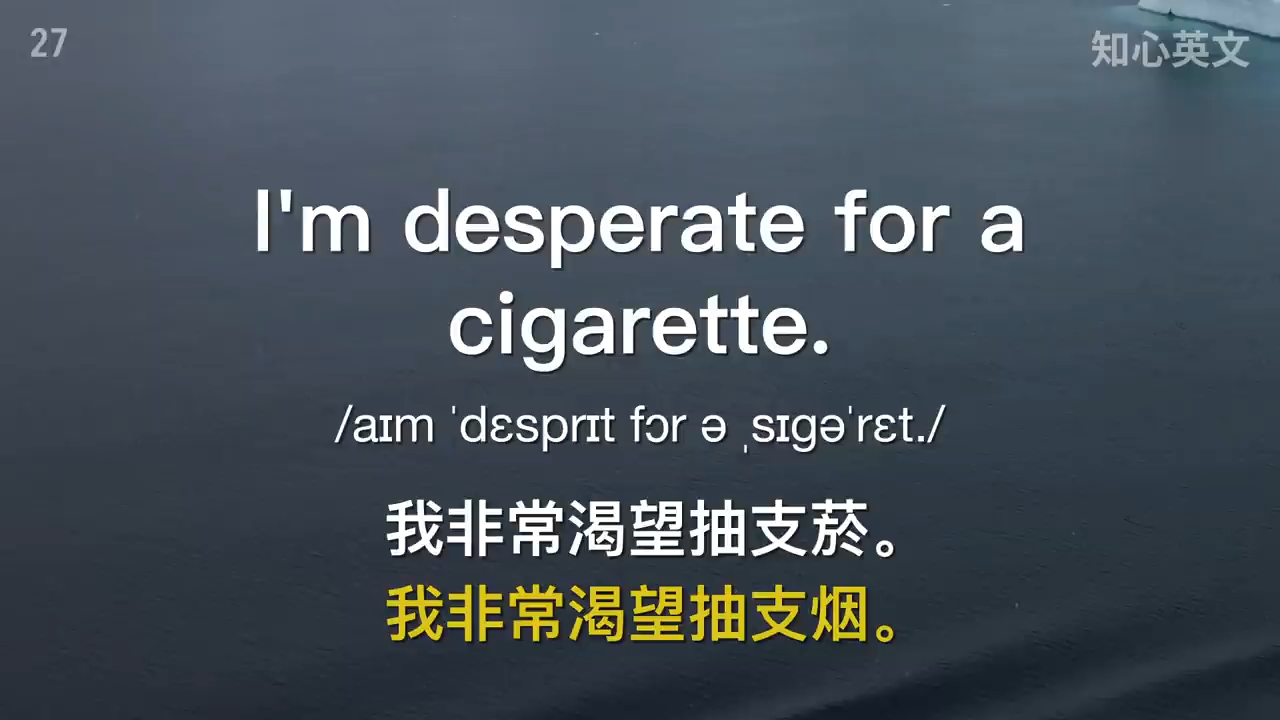 27
知心英文
I'm desperate for a
cigarette.
/aɪm ˈdɛsprɪt fɔr ə ˌsɪgəˈrɛt./
我非常渴望抽支菸。
我非常渴望抽支烟。